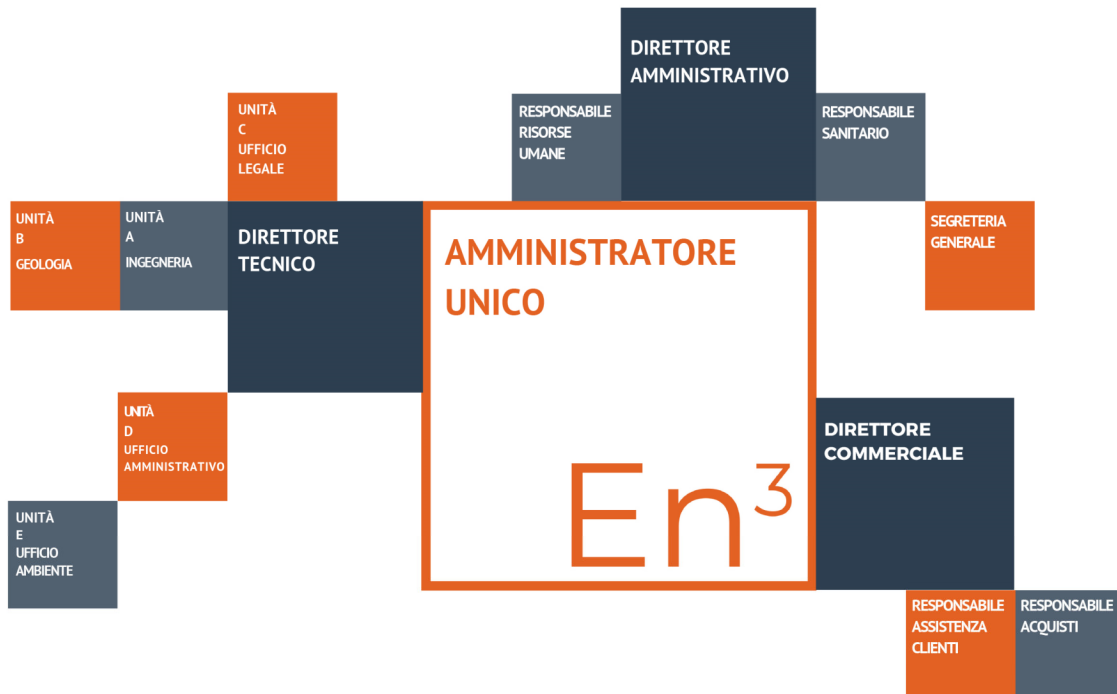 DIRETTORE
AMMINISTRATIVO
UNITÀ
C
UFFICIO
LEGALE
RESPONSABILE
RISORSE
UMANE
RESPONSABILE
SANITARIO
UNITÀ
B
GEOLOGIA
UNITÀ
A
INGEGNERIA
DIRETTORE
TECNICO
AMMINISTRATORE
UNICO
SEGRETERIA
GENERALE
UNITÀ
D
UFFICIO
AMMINISTRATIVO
DIRETTORE
COMMERCIALE
En³
UNITÀ
E
UFFICIO
AMBIENTE
RESPONSABILE
ASSISTENZA
CLIENTI
RESPONSABILE
ACQUISTI